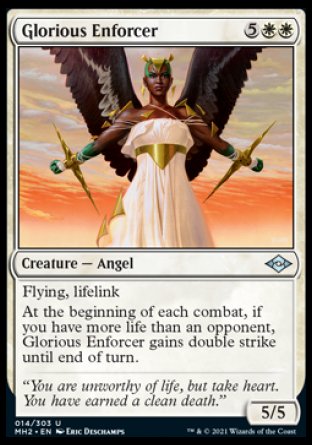 Glorious Enforcer 5
Creature — Angel
Flying, lifelink
At the beginning of each combat, if
you have more life than an opponent,
Glorious Enforcer gains double strike
until end of turn.
“You are unworthy of life, but take heart.
You have earned a clean death.”
5/5
014/303 U
MH2 • EN Eric Deschamps
™ & © 2021 Wizards of the Coast